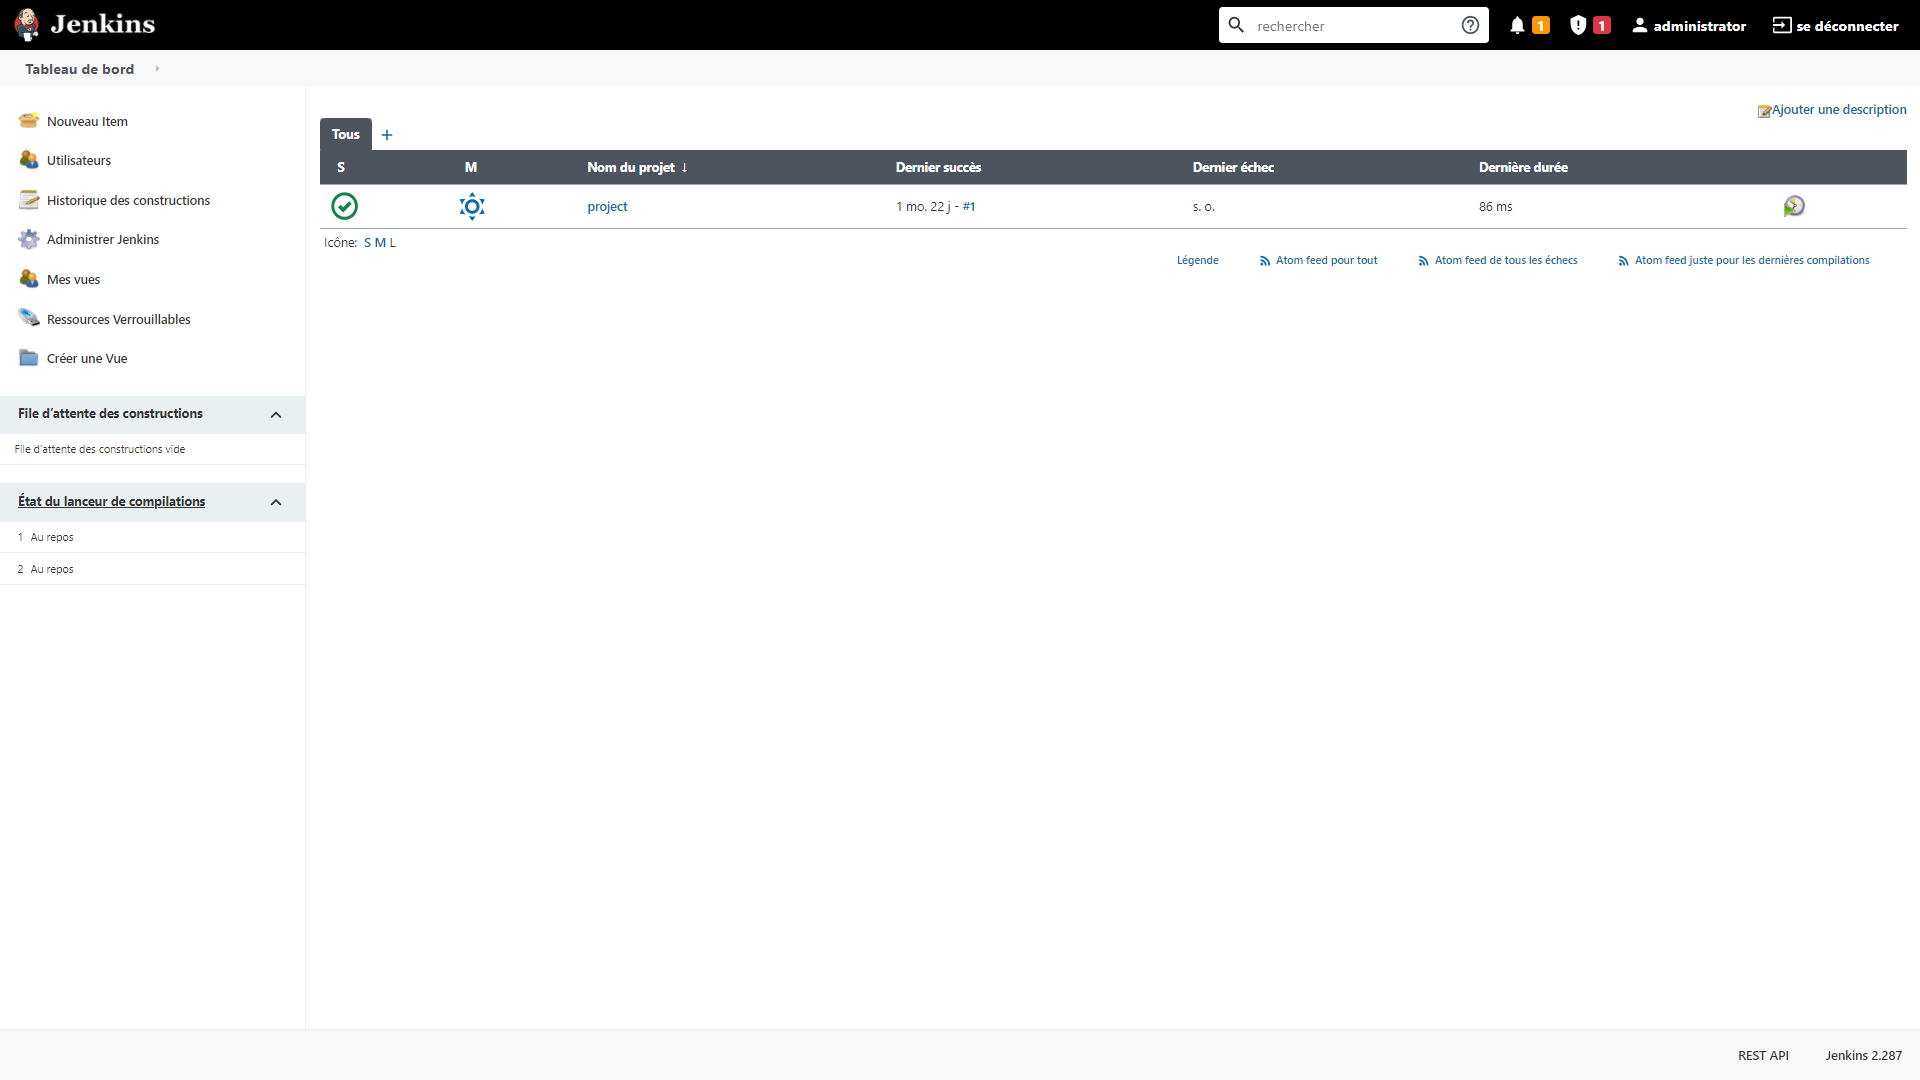 Jenkins
rechercher
1
1
administrator
se déconnecter
Tableau de bord
Nouveau Item
Utilisateurs
Historique des constructions
Administrer Jenkins
Mes vues
Ressources Verrouillables
Créer une Vue
File d’attente des constructions
File d'attente des constructions vide
État du lanceur de compilations
1 Au repos
2 Au repos
Ajouter une description
Tous +
S M Nom du projet ↓ Dernier succès Dernier échec Dernière durée
project 1 mo. 22 j - #1 s. o. 86 ms
Icône: S M L
Légende Atom feed pour tout Atom feed de tous les échecs Atom feed juste pour les dernières compilations
REST API Jenkins 2.287